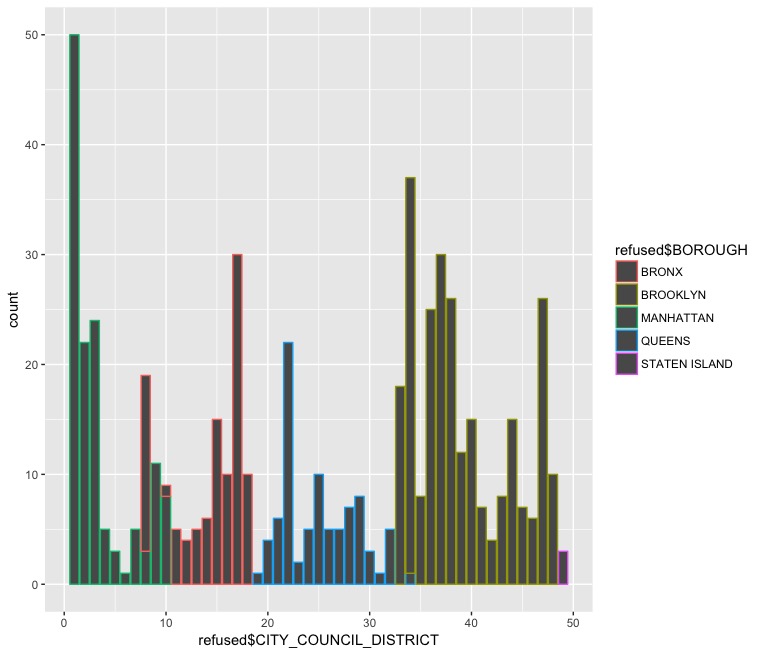 50
40
30
20
10
0
count
0 10 20 30 40 50
refused$CITY_COUNCIL_DISTRICT
refused$BOROUGH
BRONX
BROOKLYN
MANHATTAN
QUEENS
STATEN ISLAND